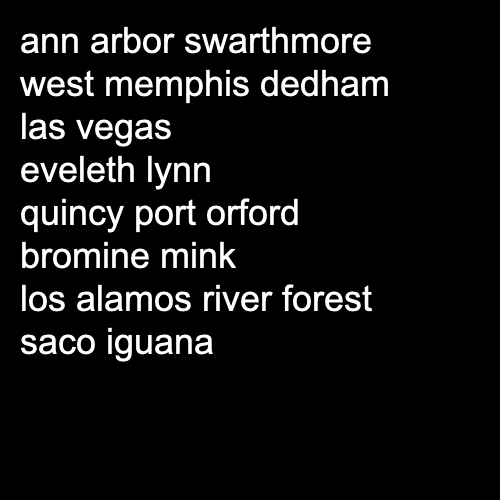 ann arbor swarthmore
west memphis dedham
las vegas
eveleth lynn
quincy port orford
bromine mink
los alamos river forest
saco iguana